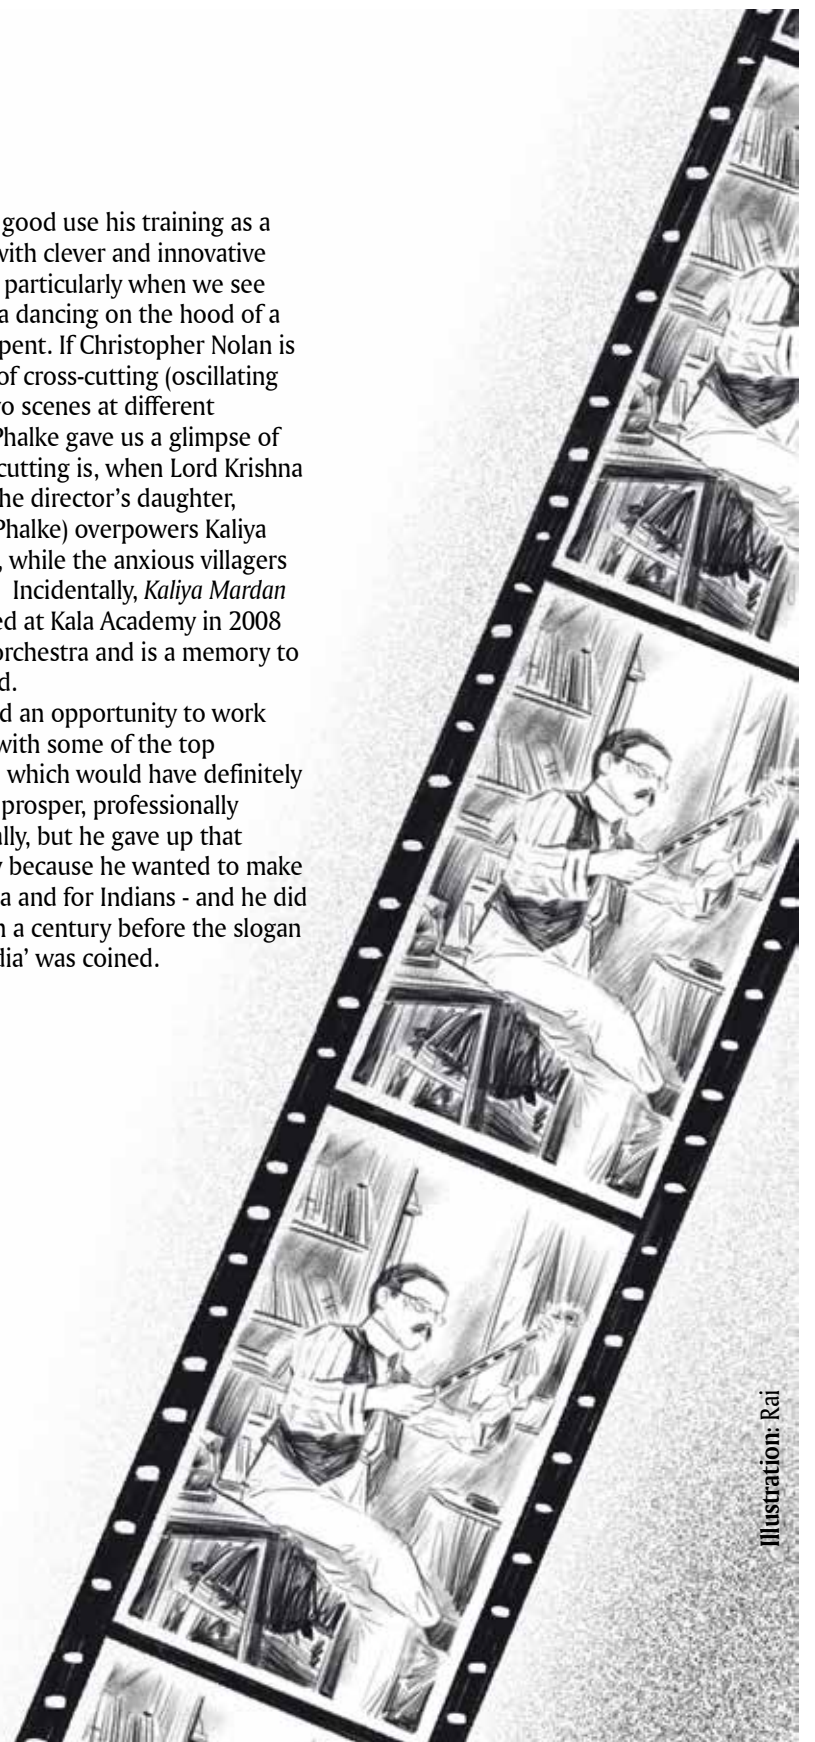 good use his training as a
with clever and innovative
particularly when we see
a dancing on the hood of a
pent. If Christopher Nolan is
of cross-cutting (oscillating
o scenes at different
Phalke gave us a glimpse of
cutting is, when Lord Krishna
he director’s daughter,
Phalke) overpowers Kaliya
, while the anxious villagers
Incidentally, Kaliya Mardan
ed at Kala Academy in 2008
orchestra and is a memory to
d.
d an opportunity to work
with some of the top
which would have definitely
prosper, professionally
ally, but he gave up that
y because he wanted to make
a and for Indians - and he did
n a century before the slogan
dia’ was coined.
Illustration: Rai